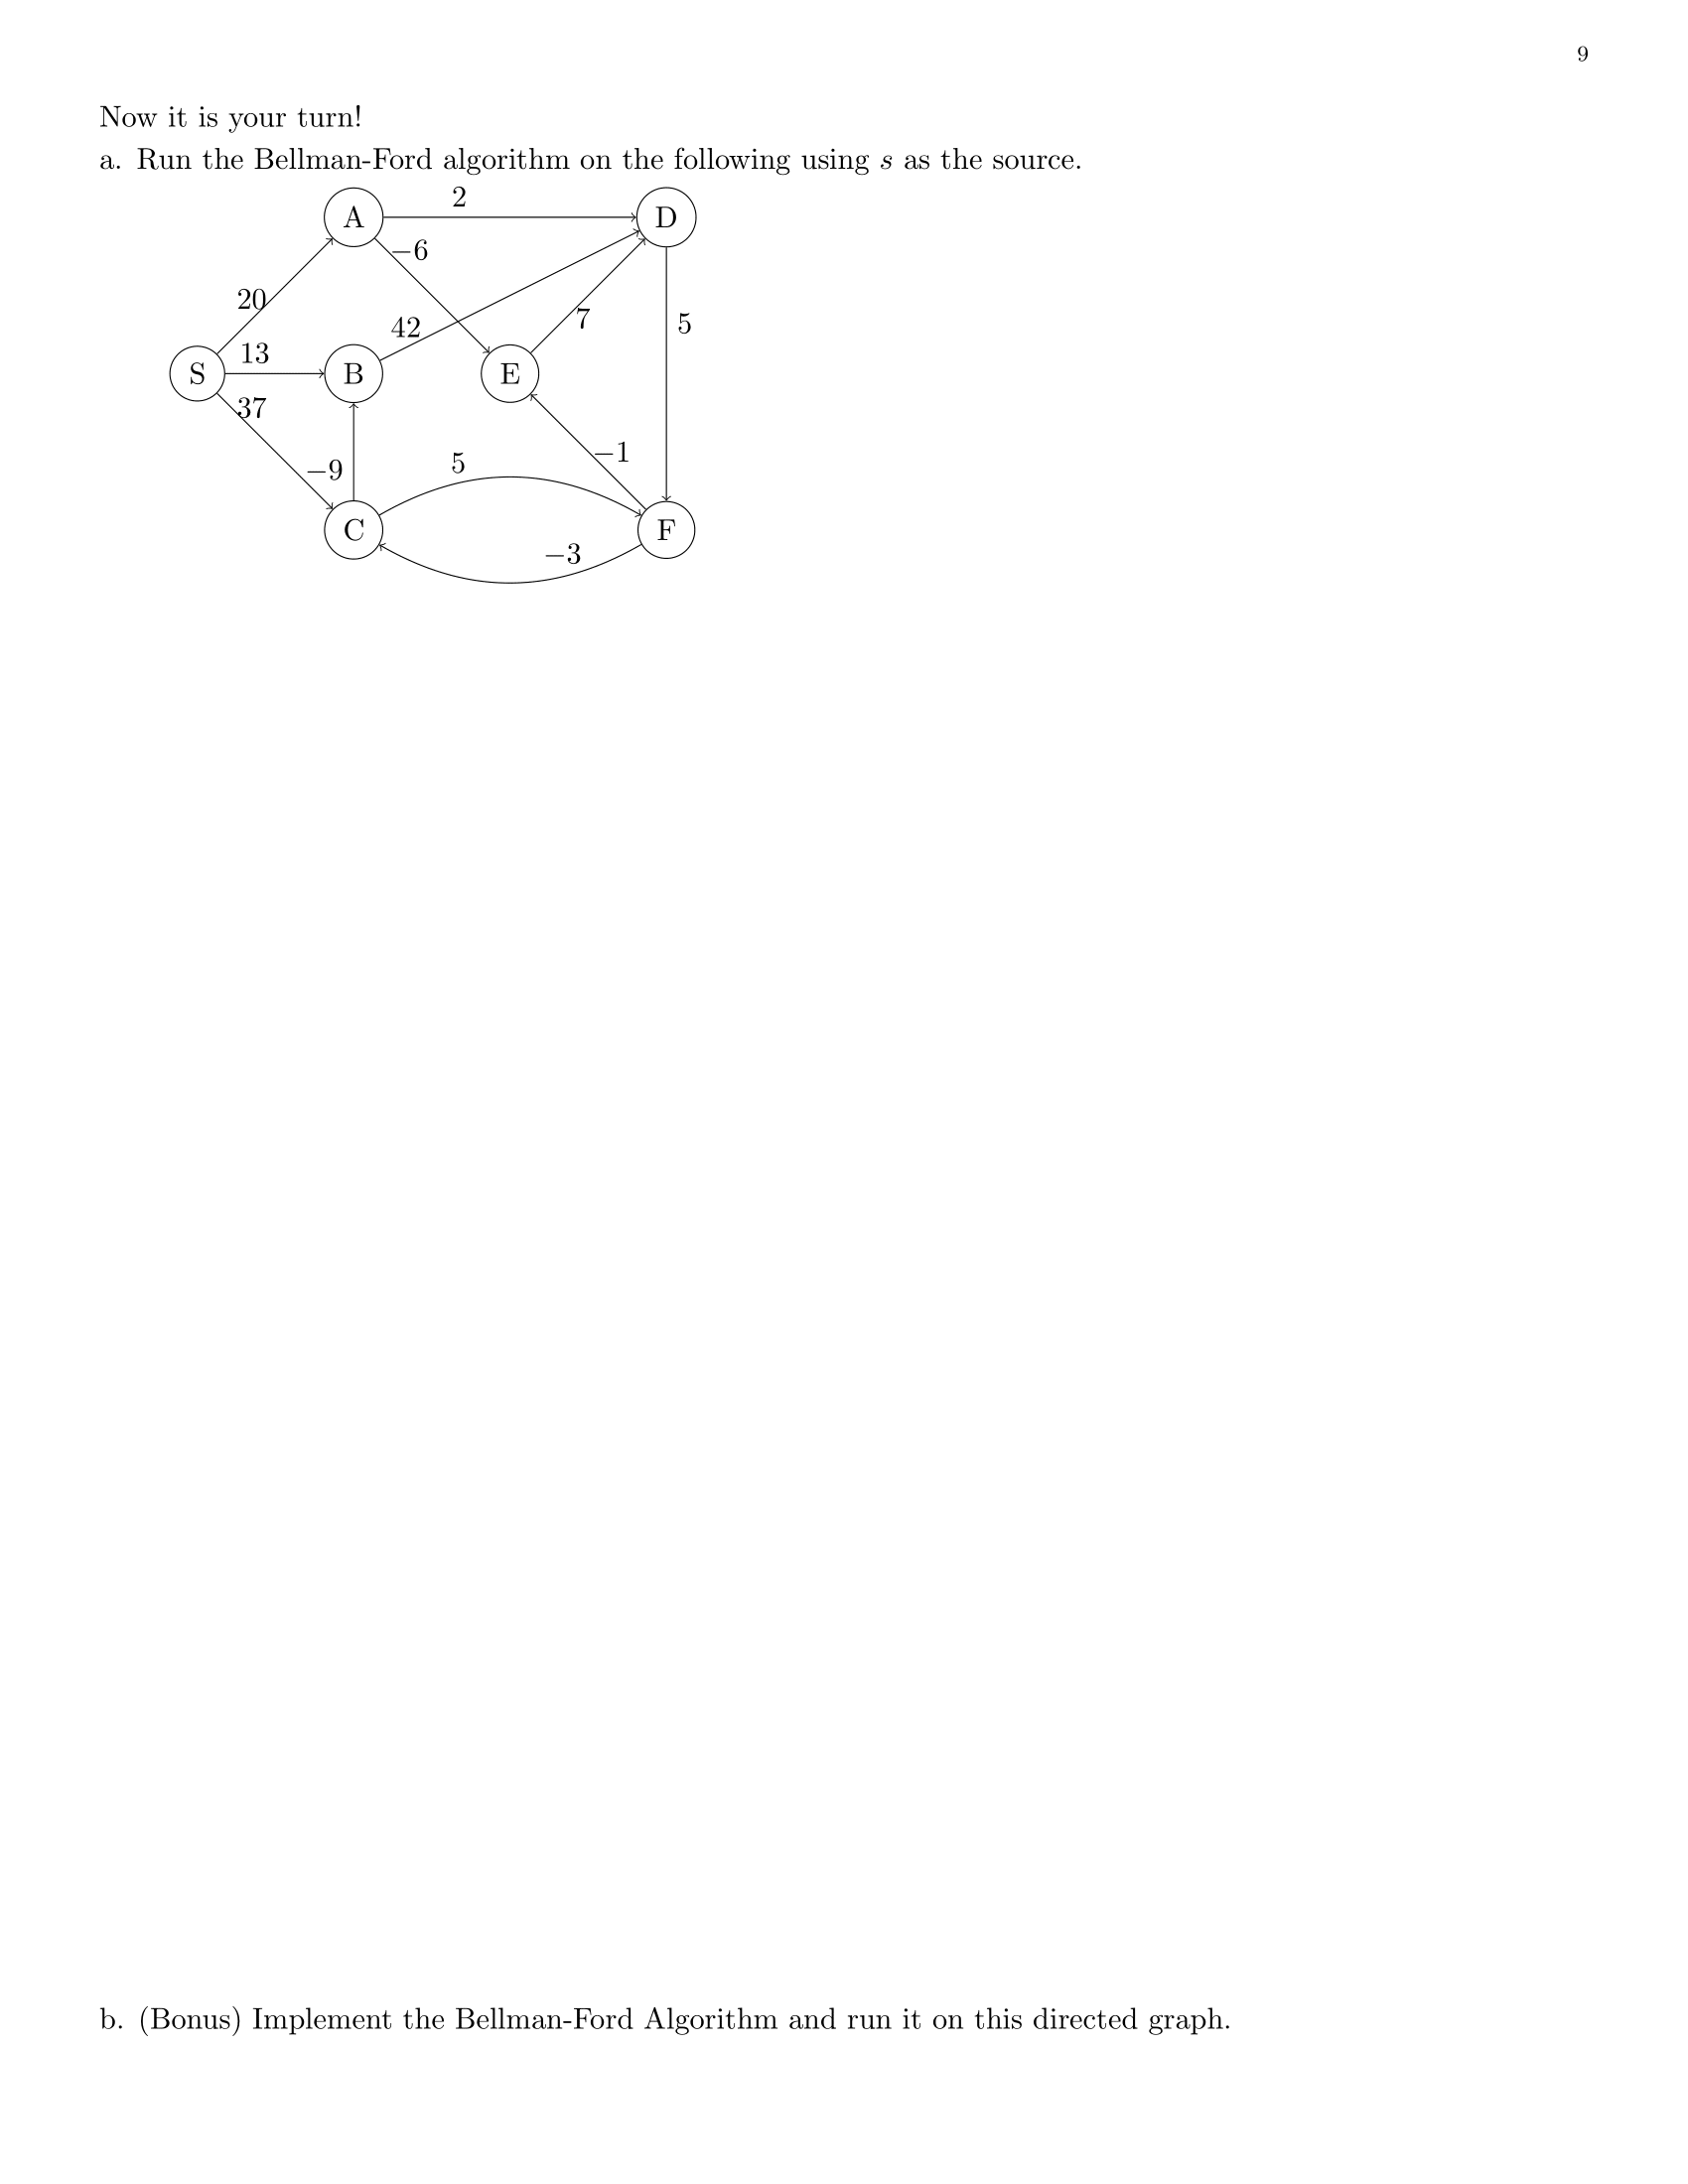 9
Now it is your turn!
a. Run the Bellman-Ford algorithm on the following using s as the source.
2
A
D
−6
20
42
7
5
13
S
B
E
37
−9
5
−1
C
F
−3
b. (Bonus) Implement the Bellman-Ford Algorithm and run it on this directed graph.